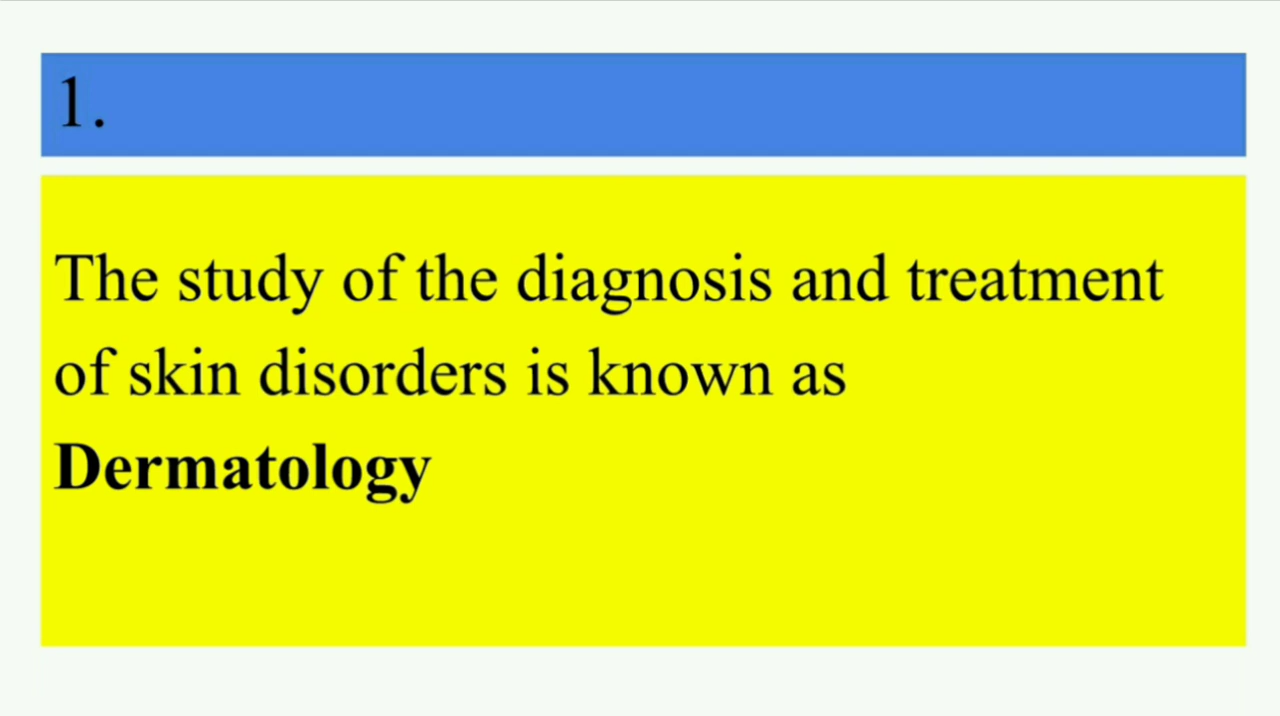 1.
The study of the diagnosis and treatment
of skin disorders is known as
Dermatology